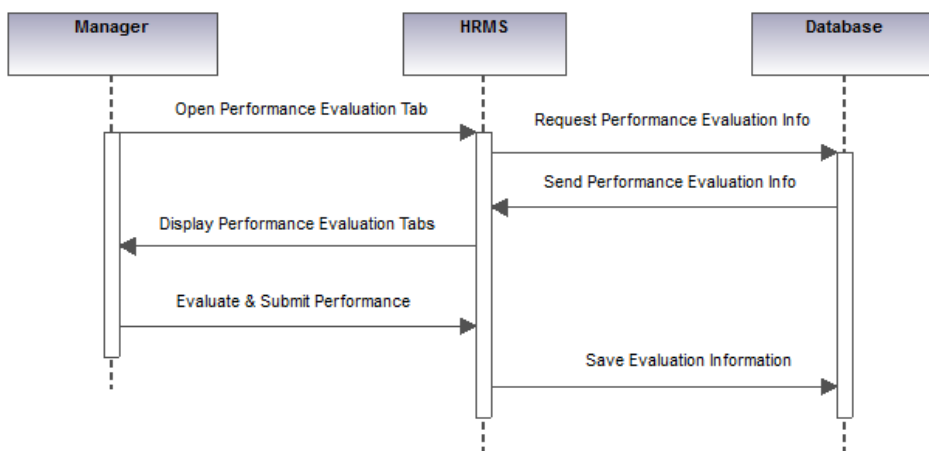 Manager
HRMS
Database
Open Performance Evaluation Tab
Request Performance Evaluation Info
Send Performance Evaluation Info
Display Performance Evaluation Tabs
Evaluate & Submit Performance
Save Evaluation Information